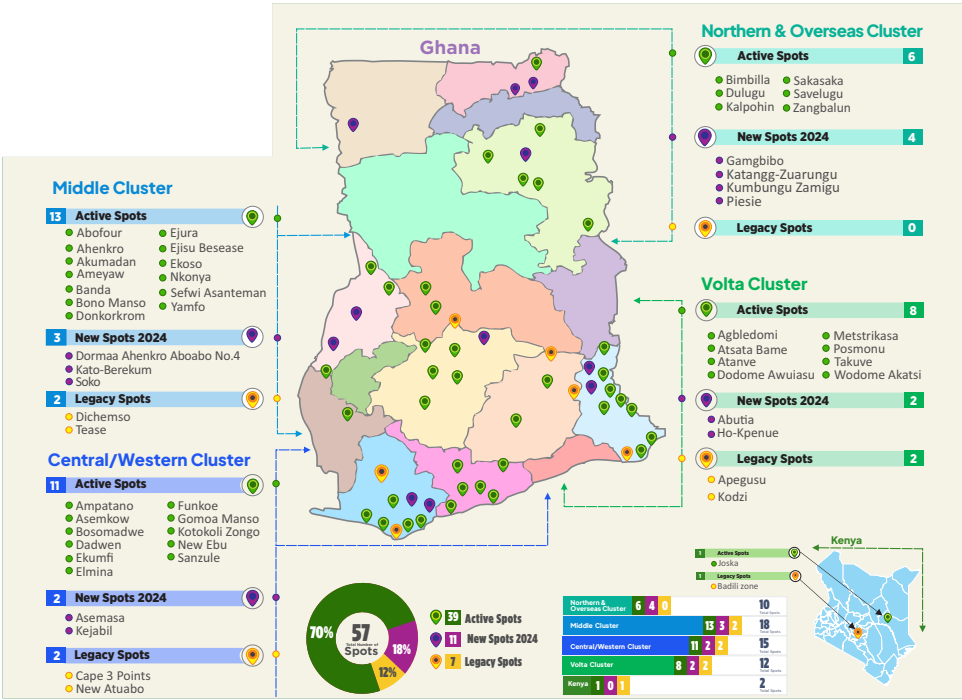 Ghana
Northern & Overseas Cluster
Active Spots 6
Bimbilla
Dulugu
Kalpohin
Sakasaka
Savelugu
Zangbalun
New Spots 2024 4
Gamgbibo
Katangg-Zuarungu
Kumbungu Zamigu
Piesie
Legacy Spots 0
Middle Cluster
13 Active Spots
Abofour
Ahenkro
Akumadan
Ameyaw
Banda
Bono Manso
Donkorkrom
Ejura
Ejisu Besease
Ekoso
Nkonya
Sefwi Asanteman
Yamfo
3 New Spots 2024
Dormaa Ahenkro Aboabo No.4
Kato-Berekum
Soko
2 Legacy Spots
Dichemso
Tease
Volta Cluster
Active Spots 8
Agbledomi
Atsata Bame
Atanve
Dodome Awuiasu
Metstrikasa
Posmonu
Takuve
Wodome Akatsi
New Spots 2024 2
Abutia
Ho-Kpenue
Legacy Spots 2
Apegusu
Kodzi
Central/Western Cluster
11 Active Spots
Ampatano
Asemkow
Bosomadwe
Dadwen
Ekumfi
Elmina
Funkoe
Gomoa Manso
Kotokoli Zongo
New Ebu
Sanzule
2 New Spots 2024
Asemasa
Kejabil
2 Legacy Spots
Cape 3 Points
New Atuabo
70%
18%
12%
57
Total Number of
Spots
39 Active Spots
11 New Spots 2024
7 Legacy Spots
Northern & Overseas Cluster 6 4 0 10 Total Spots
Middle Cluster 13 3 2 18 Total Spots
Central/Western Cluster 11 2 2 15 Total Spots
Volta Cluster 8 2 2 12 Total Spots
Kenya 1 0 1 2 Total Spots
Kenya
1 Active Spots
Joska
1 Legacy Spots
Badili zone